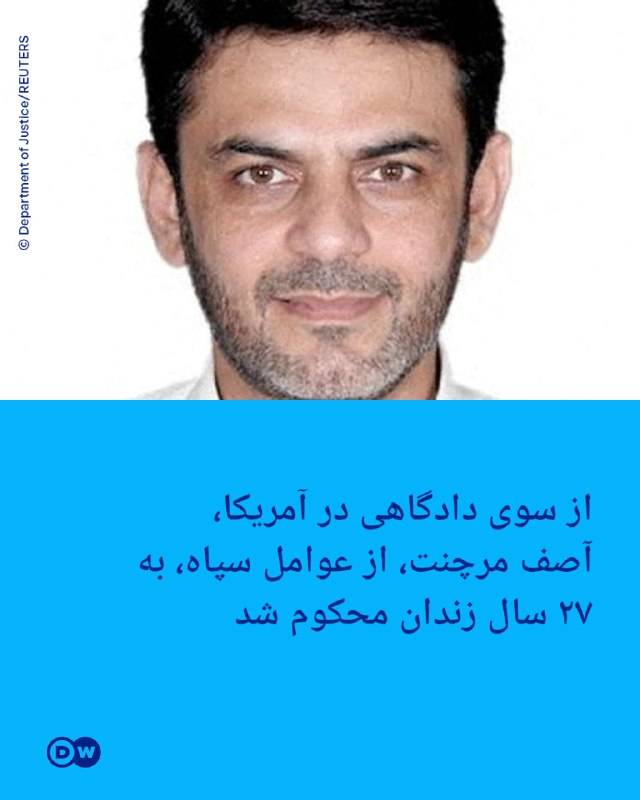 © Department of Justice/REUTERS
از سوی دادگاهی در آمریکا،
آصف مرچنت، از عوامل سپاه، به
۲۷ سال زندان محکوم شد
DW